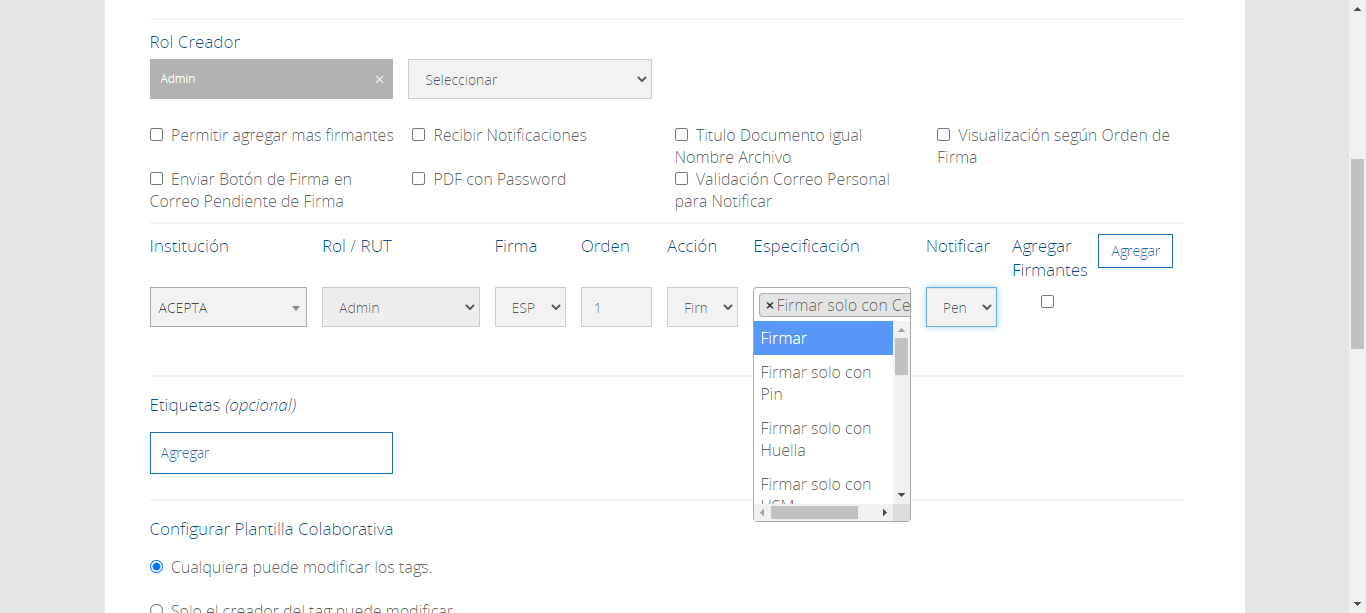 Rol Creador
Admin ×
Seleccionar
Permitir agregar mas firmantes
Recibir Notificaciones
Titulo Documento igual
Nombre Archivo
Visualización según Orden de
Firma
Enviar Botón de Firma en
Correo Pendiente de Firma
PDF con Password
Validación Correo Personal
para Notificar
Institución Rol / RUT Firma Orden Acción Especificación Notificar Agregar
Firmantes
Agregar
ACEPTA Admin ESP 1 Firn ×Firmar solo con Ce Pen
Firmar
Firmar solo con
Pin
Firmar solo con
Huella
Firmar solo con
HSM
Etiquetas (opcional)
Agregar
Configurar Plantilla Colaborativa
Cualquiera puede modificar los tags.
Solo el creador del tag puede modificar